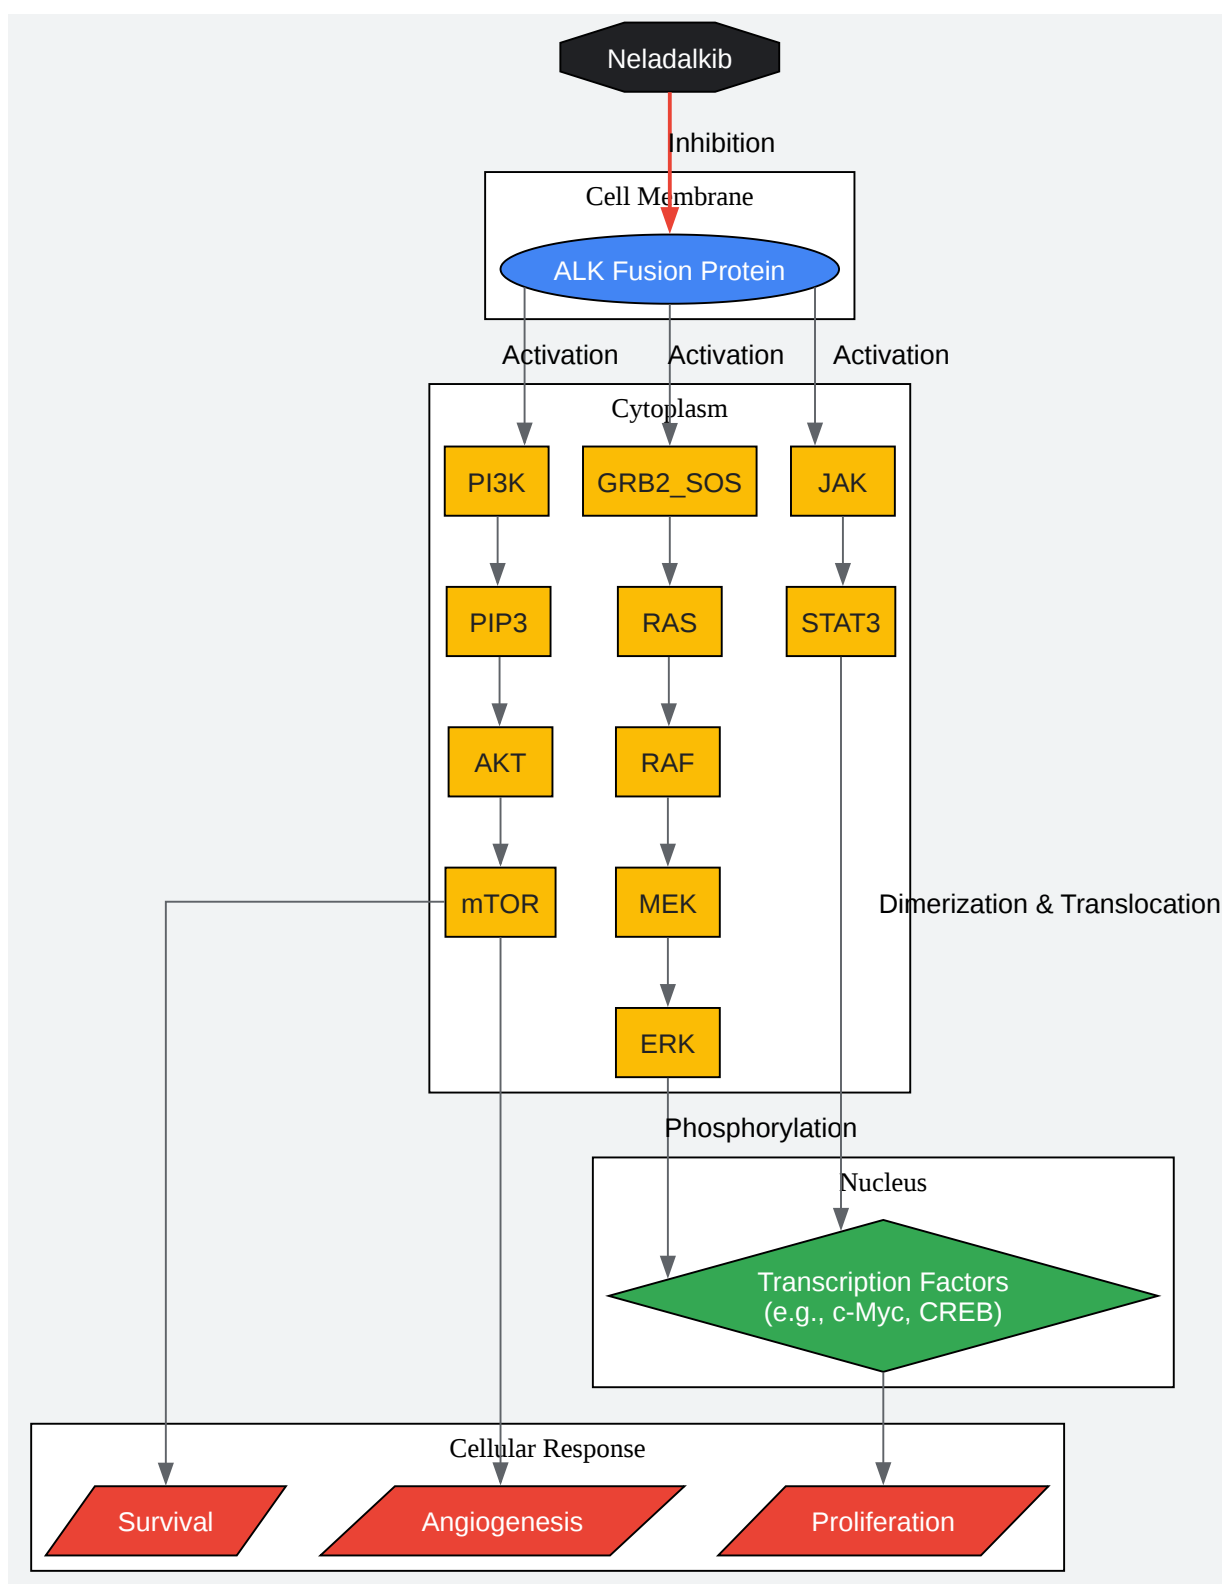 Neladalkib
Inhibition
Cell Membrane
ALK Fusion Protein
Activation
Activation
Activation
Cytoplasm
PI3K
GRB2_SOS
JAK
PIP3
RAS
STAT3
AKT
RAF
mTOR
MEK
Dimerization & Translocation
ERK
Phosphorylation
Nucleus
Transcription Factors
(e.g., c-Myc, CREB)
Cellular Response
Survival
Angiogenesis
Proliferation